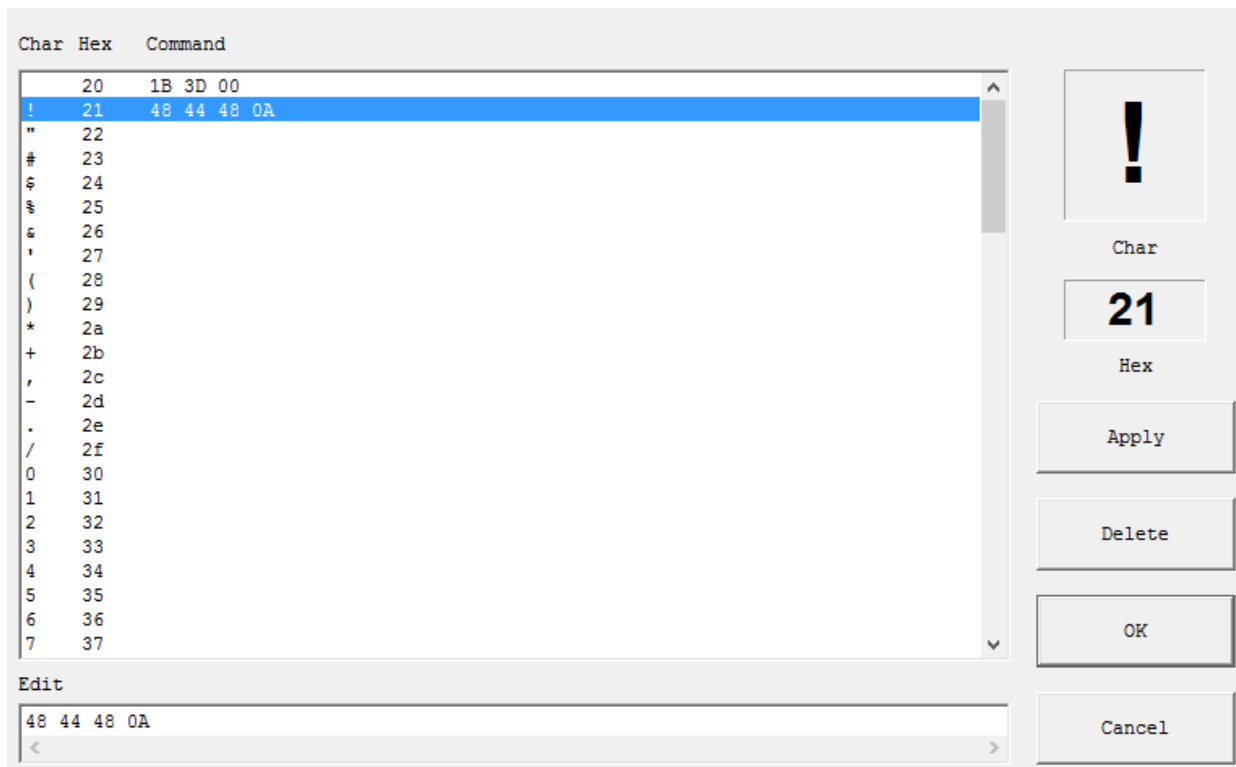 Char Hex Command
20 1B 3D 00
! 21 48 44 48 0A
" 22
# 23
$ 24
% 25
& 26
' 27
( 28
) 29
* 2a
+ 2b
, 2c
- 2d
. 2e
/ 2f
0 30
1 31
2 32
3 33
4 34
5 35
6 36
7 37
Edit
48 44 48 0A
!
Char
21
Hex
Apply
Delete
OK
Cancel